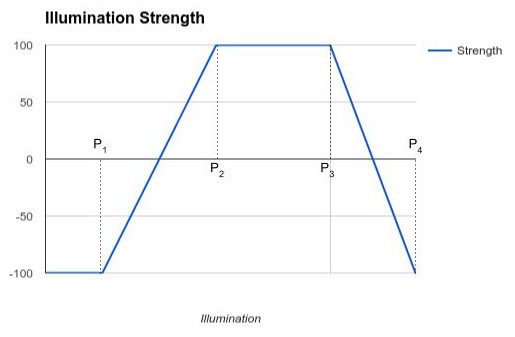 Illumination Strength
100
Strength
50
P1
P4
0
P2
P3
-50
-100
Illumination